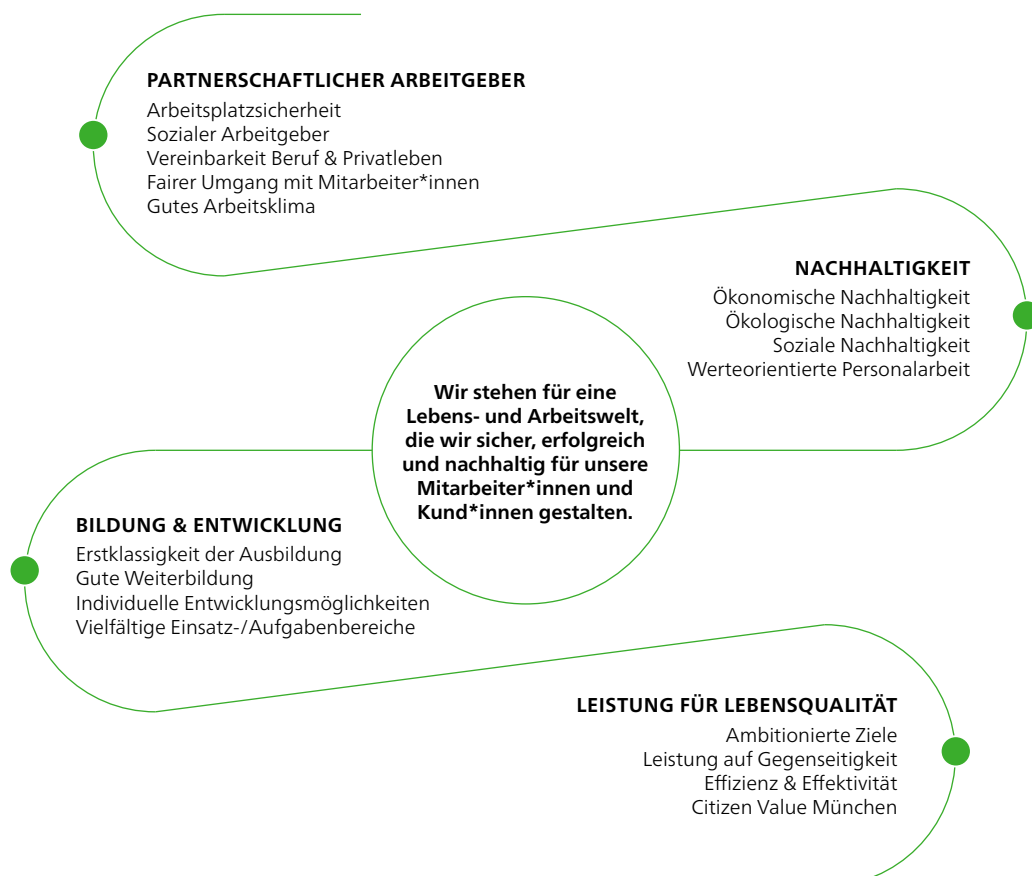 PARTNERSCHAFTLICHER ARBEITGEBER
Arbeitsplatzsicherheit
Sozialer Arbeitgeber
Vereinbarkeit Beruf & Privatleben
Fairer Umgang mit Mitarbeiter*innen
Gutes Arbeitsklima
NACHHALTIGKEIT
Ökonomische Nachhaltigkeit
Ökologische Nachhaltigkeit
Soziale Nachhaltigkeit
Werteorientierte Personalarbeit
Wir stehen für eine
Lebens- und Arbeitswelt,
die wir sicher, erfolgreich
und nachhaltig für unsere
Mitarbeiter*innen und
Kund*innen gestalten.
BILDUNG & ENTWICKLUNG
Erstklassigkeit der Ausbildung
Gute Weiterbildung
Individuelle Entwicklungsmöglichkeiten
Vielfältige Einsatz-/Aufgabenbereiche
LEISTUNG FÜR LEBENSQUALITÄT
Ambitionierte Ziele
Leistung auf Gegenseitigkeit
Effizienz & Effektivität
Citizen Value München